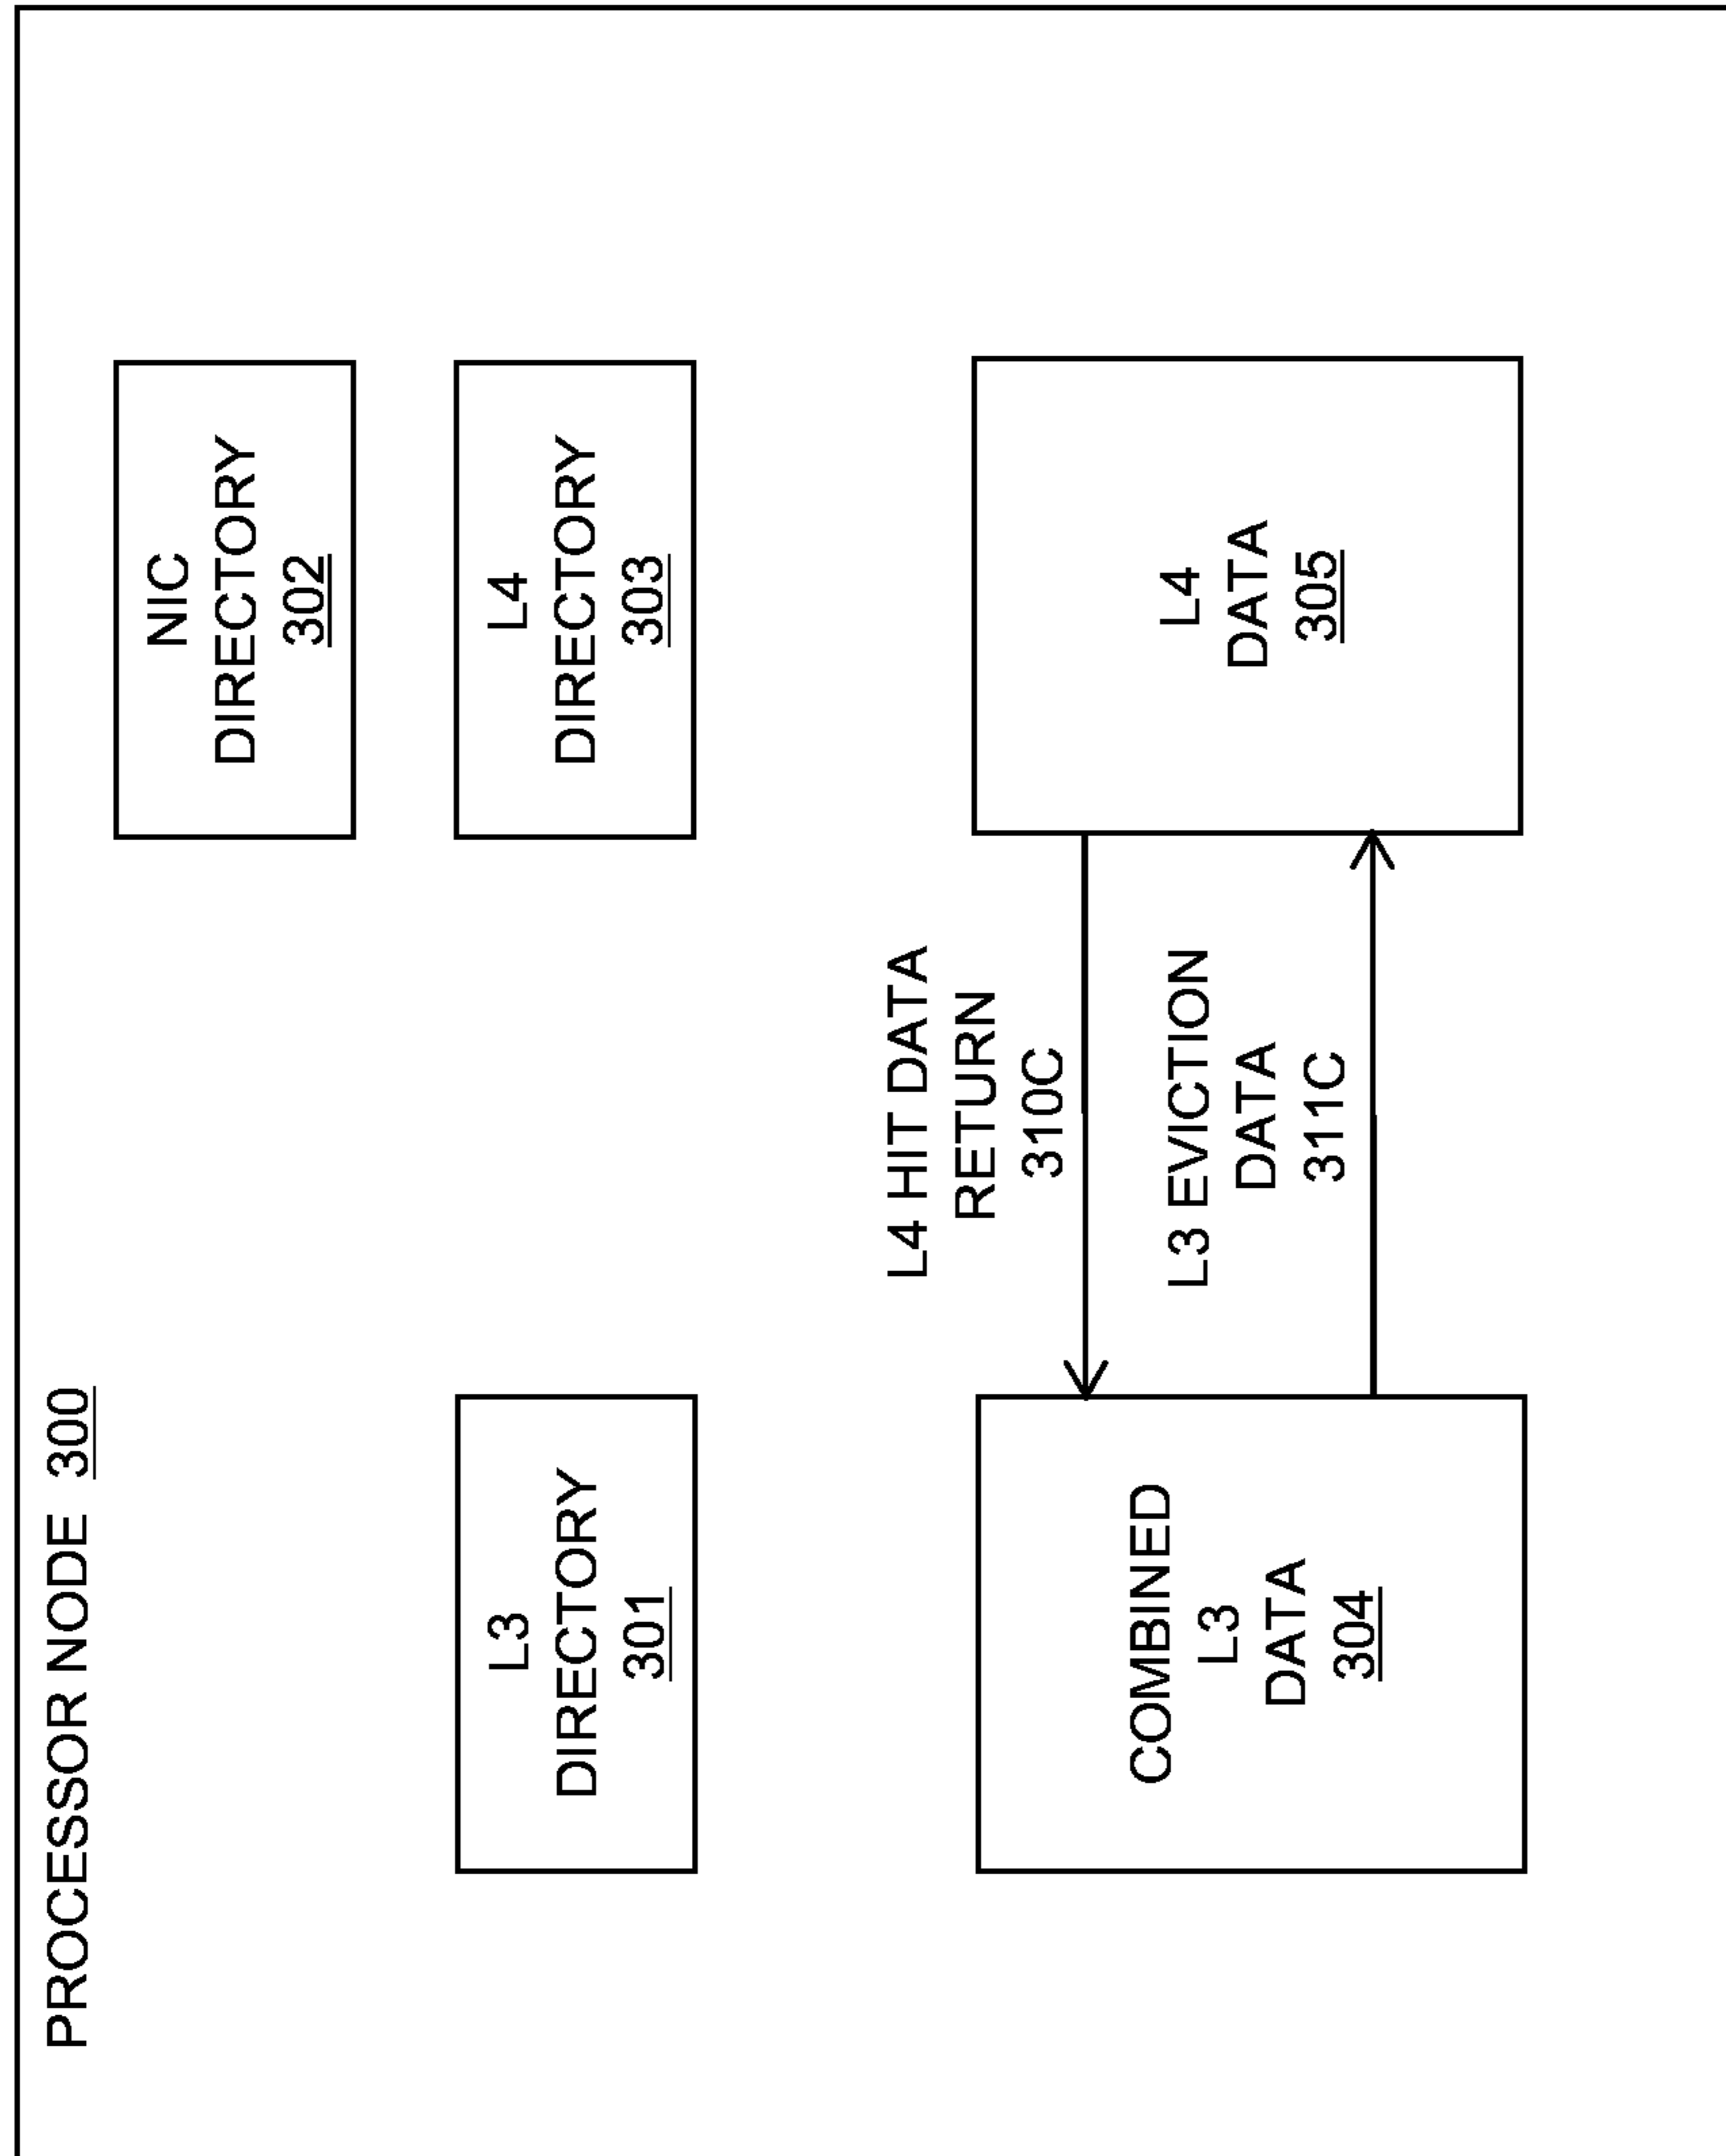 PROCESSOR NODE 300
NIC
DIRECTORY
302
L3
DIRECTORY
301
L4
DIRECTORY
303
L4 HIT DATA
RETURN
310C
COMBINED
L3
DATA
304
L3 EVICTION
DATA
311C
L4
DATA
305